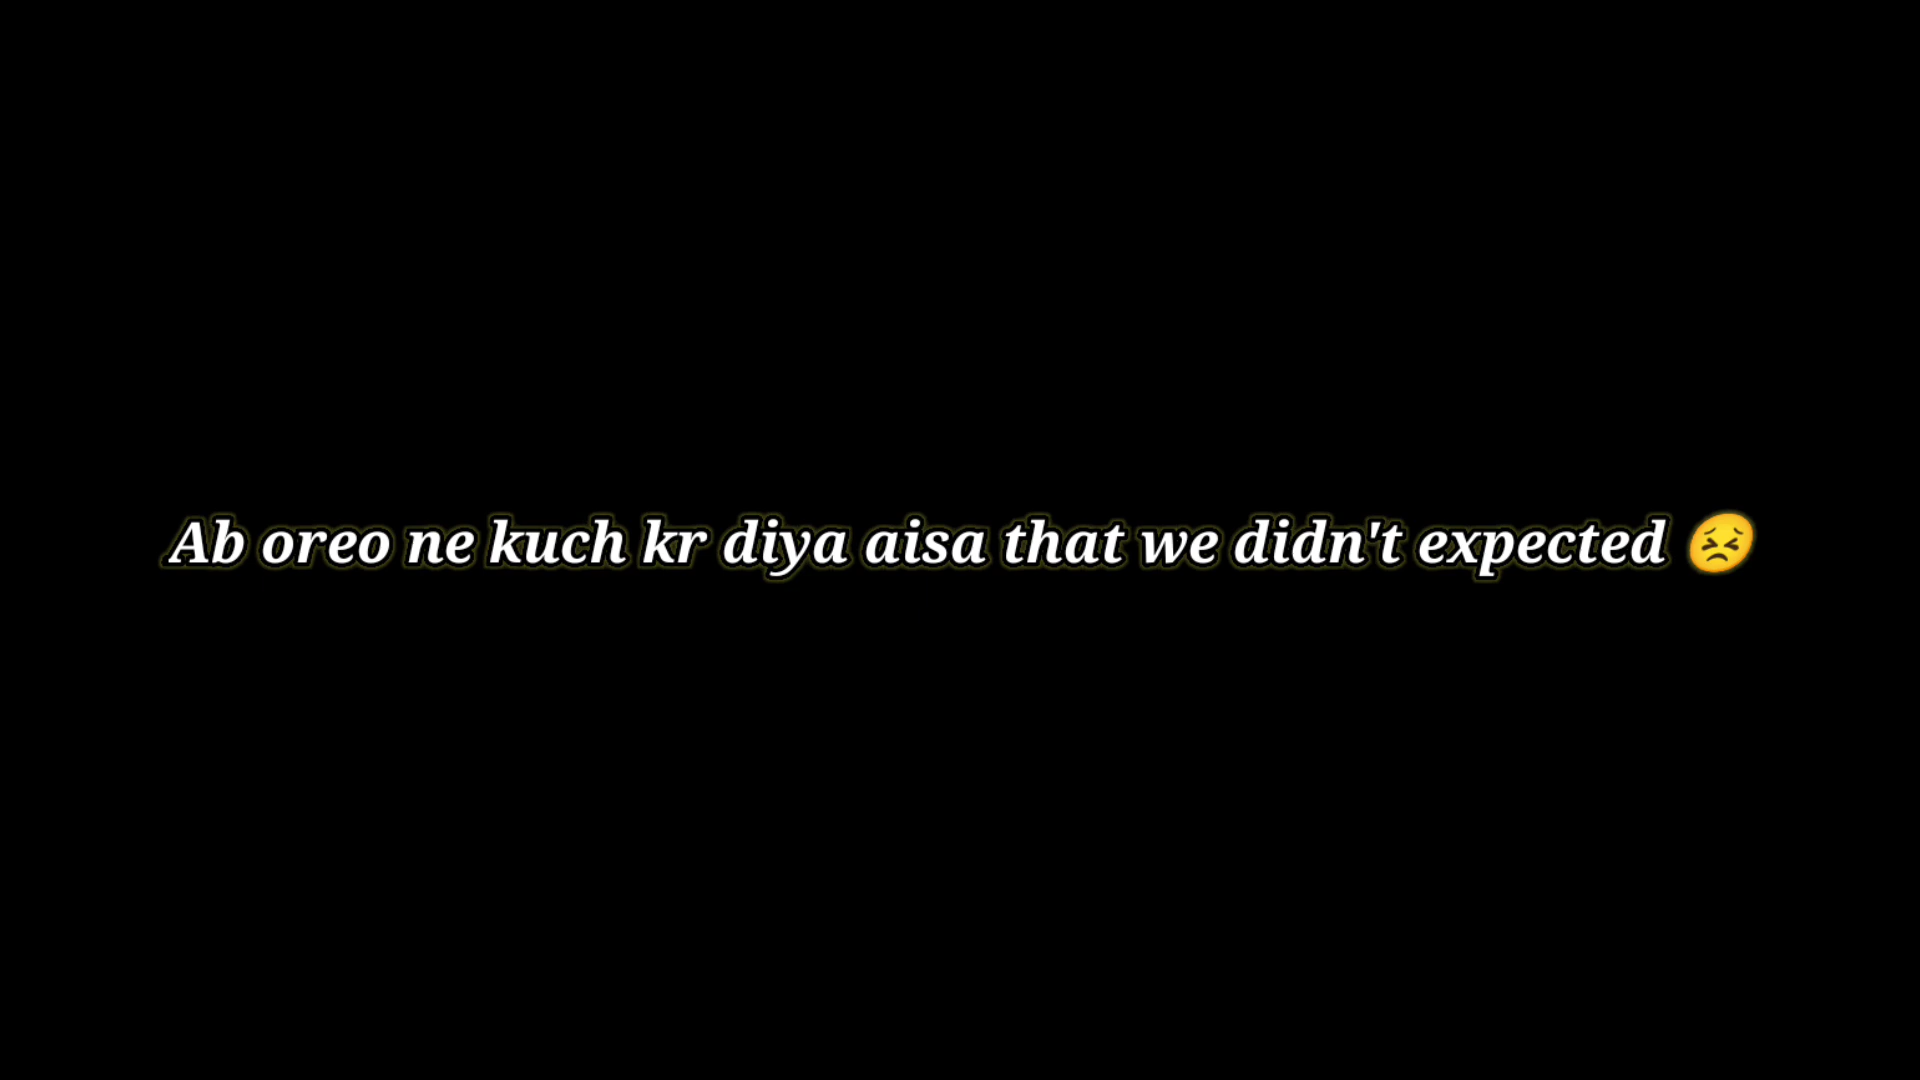 Ab oreo ne kuch kr diya aisa that we didn't expected 😣